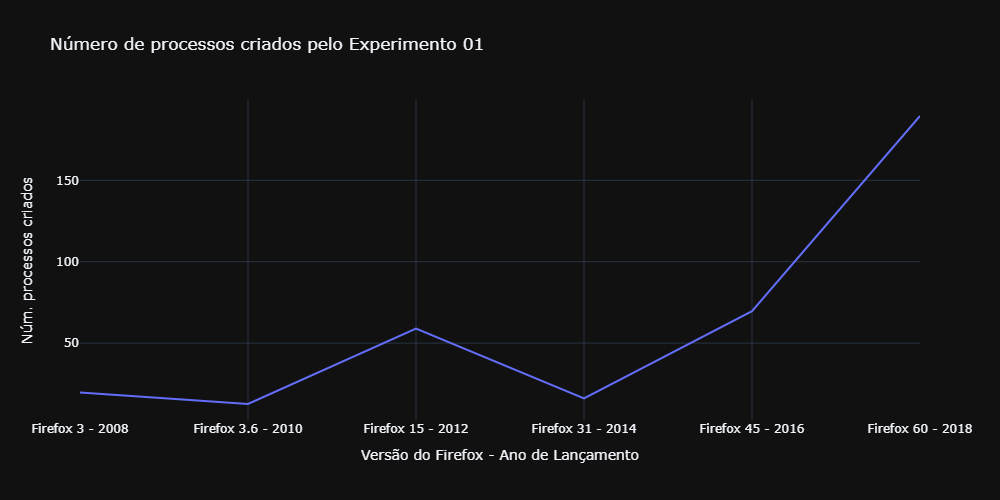 Número de processos criados pelo Experimento 01
Núm. processos criados
150
100
50
Firefox 3 - 2008
Firefox 3.6 - 2010
Firefox 15 - 2012
Firefox 31 - 2014
Firefox 45 - 2016
Firefox 60 - 2018
Versão do Firefox - Ano de Lançamento